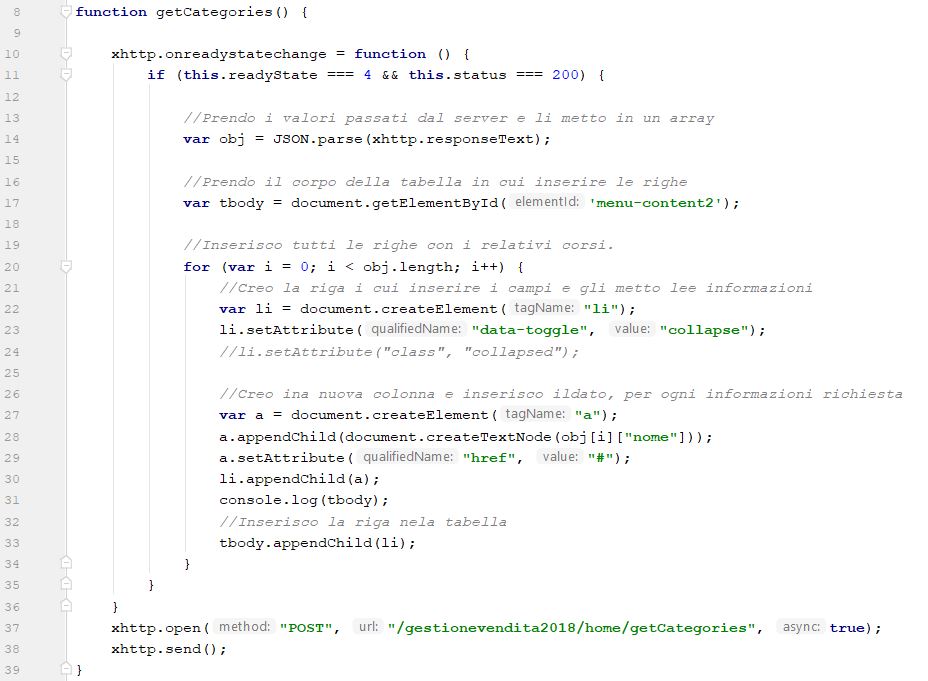 8 function getCategories() {
9
10 xhttp.onreadystatechange = function () {
11 if (this.readyState === 4 && this.status === 200) {
12
13 //Prendo i valori passati dal server e li metto in un array
14 var obj = JSON.parse(xhttp.responseText);
15
16 //Prendo il corpo della tabella in cui inserire le righe
17 var tbody = document.getElementById( elementId: 'menu-content2');
18
19 //Inserisco tutti le righe con i relativi corsi.
20 for (var i = 0; i < obj.length; i++) {
21 //Creo la riga i cui inserire i campi e gli metto lee informazioni
22 var li = document.createElement( tagName: "li");
23 li.setAttribute( qualifiedName: "data-toggle", value: "collapse");
24 //li.setAttribute("class", "collapsed");
25
26 //Creo ina nuova colonna e inserisco ildato, per ogni informazioni richiesta
27 var a = document.createElement( tagName: "a");
28 a.appendChild(document.createTextNode(obj[i]["nome"]));
29 a.setAttribute( qualifiedName: "href", value: "#");
30 li.appendChild(a);
31 console.log(tbody);
32 //Inserisco la riga nela tabella
33 tbody.appendChild(li);
34 }
35 }
36 }
37 xhttp.open( method: "POST", url: "/gestionevendita2018/home/getCategories", async: true);
38 xhttp.send();
39 }